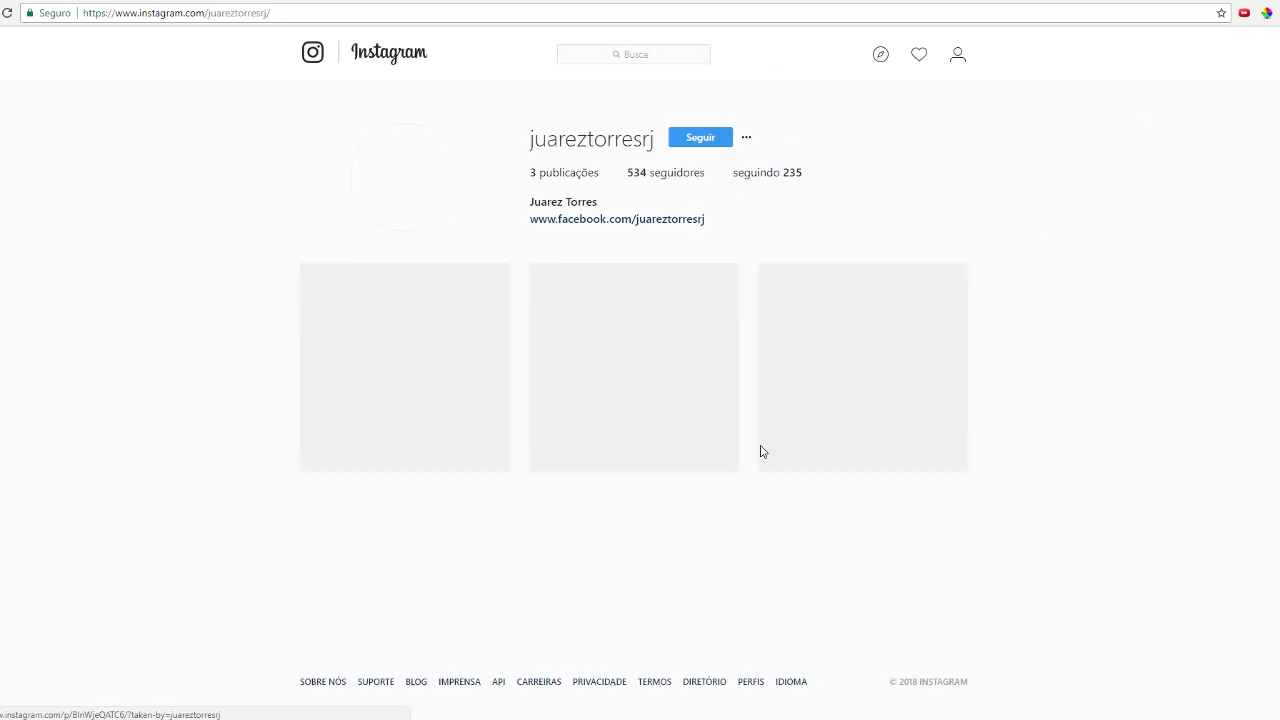 Seguro https://www.instagram.com/juareztorresrj/
Instagram Busca
juareztorresrj Seguir
3 publicações 534 seguidores seguindo 235
Juarez Torres
www.facebook.com/juareztorresrj
SOBRE NÓS SUPORTE BLOG IMPRENSA API CARREIRAS PRIVACIDADE TERMOS DIRETÓRIO PERFIS IDIOMA © 2018 INSTAGRAM